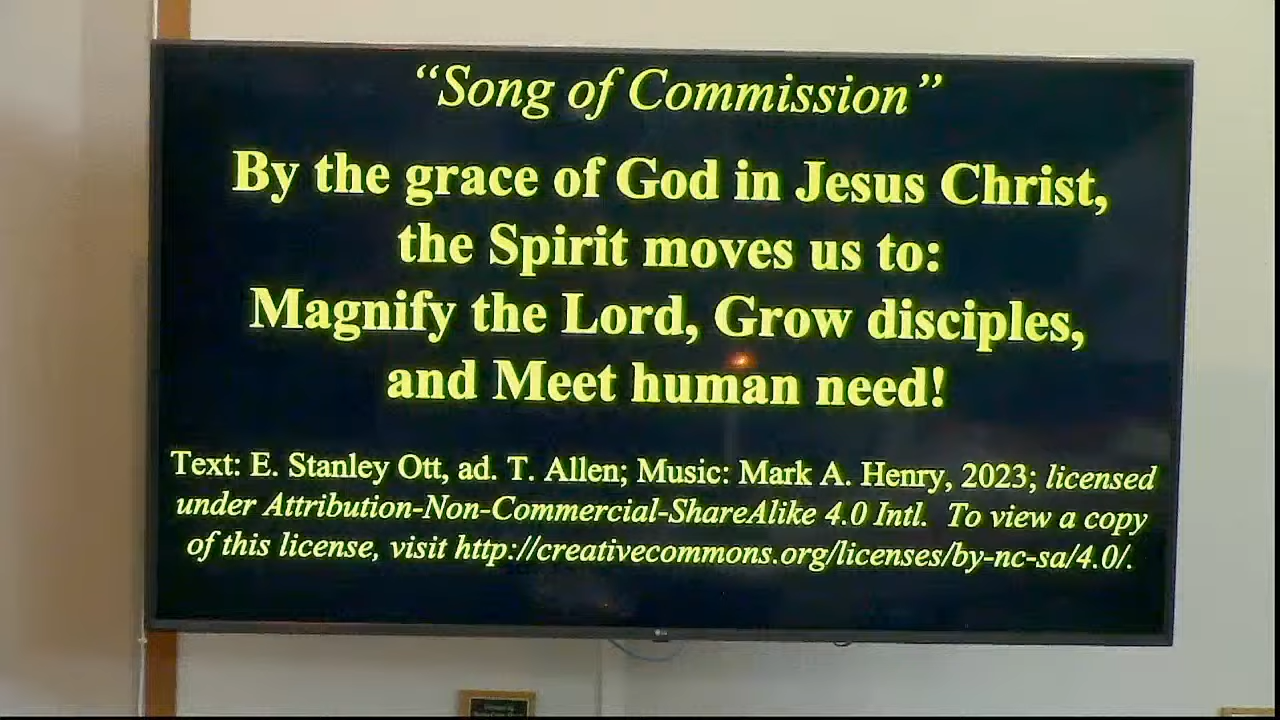 “Song of Commission”
By the grace of God in Jesus Christ,
the Spirit moves us to:
Magnify the Lord, Grow disciples,
and Meet human need!
Text: E. Stanley Ott, ad. T. Allen; Music: Mark A. Henry, 2023; licensed
under Attribution-Non-Commercial-ShareAlike 4.0 Intl. To view a copy
of this license, visit http://creativecommons.org/licenses/by-nc-sa/4.0/.
LG